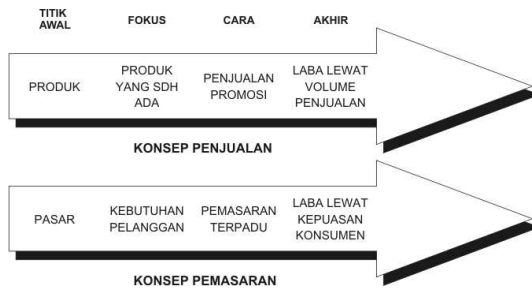 TITIK AWAL
FOKUS
CARA
AKHIR
PRODUK
PRODUK
YANG SDH
ADA
PENJUALAN
PROMOSI
LABA LEWAT
VOLUME
PENJUALAN
KONSEP PENJUALAN
PASAR
KEBUTUHAN
PELANGGAN
PEMASARAN
TERPADU
LABA LEWAT
KEPUASAN
KONSUMEN
KONSEP PEMASARAN